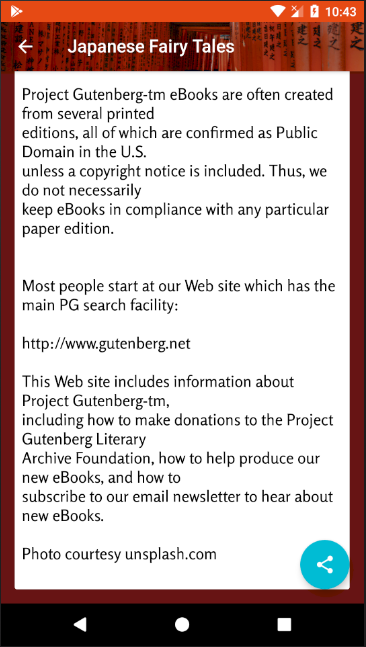 10:43
Japanese Fairy Tales
Project Gutenberg-tm eBooks are often created
from several printed
editions, all of which are confirmed as Public
Domain in the U.S.
unless a copyright notice is included. Thus, we
do not necessarily
keep eBooks in compliance with any particular
paper edition.
Most people start at our Web site which has the
main PG search facility:
http://www.gutenberg.net
This Web site includes information about
Project Gutenberg-tm,
including how to make donations to the Project
Gutenberg Literary
Archive Foundation, how to help produce our
new eBooks, and how to
subscribe to our email newsletter to hear about
new eBooks.
Photo courtesy unsplash.com